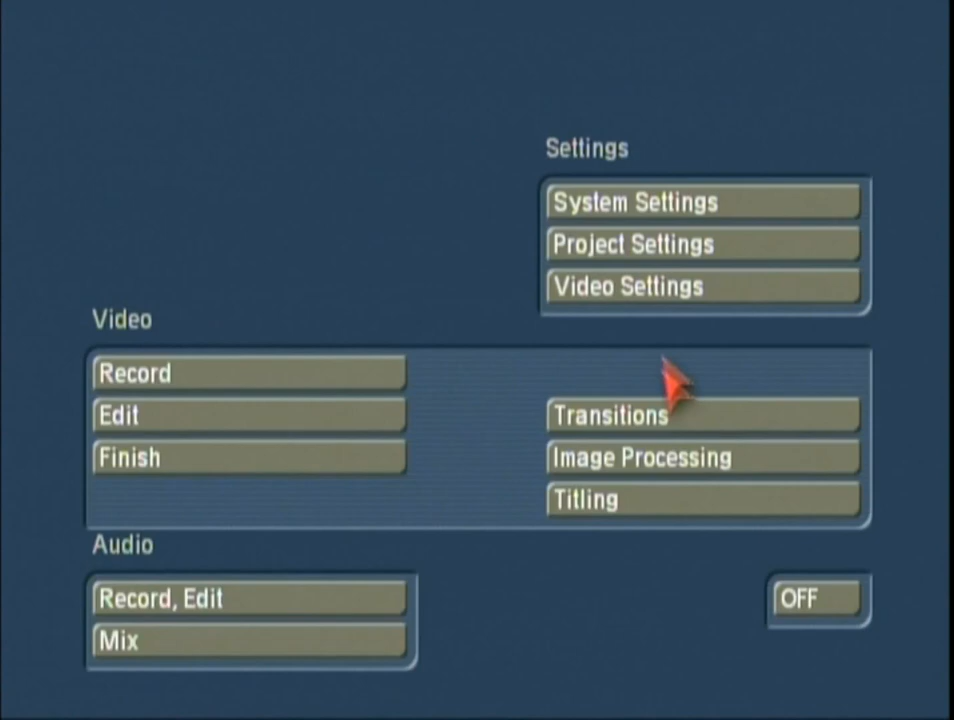 Settings
System Settings
Project Settings
Video Settings
Video
Record
Edit
Finish
Transitions
Image Processing
Titling
Audio
Record, Edit
Mix
OFF